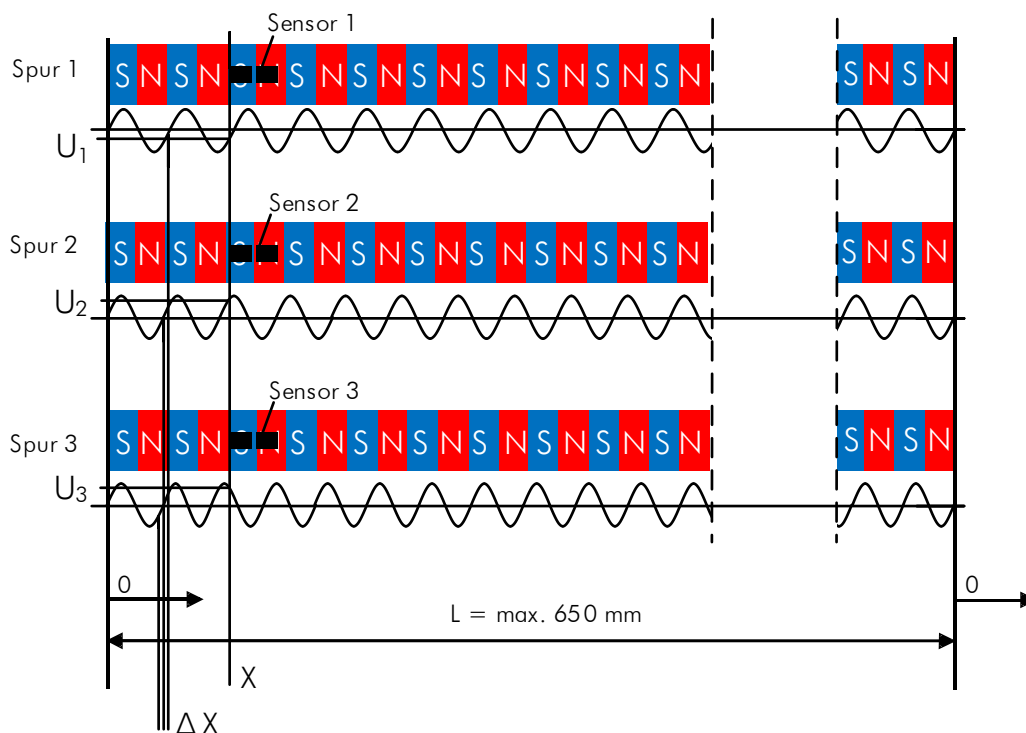 Sensor 1
Spur 1
S N S N S N S N S N S N S N S N S N S N S N S N
U1
Sensor 2
Spur 2
S N S N S N S N S N S N S N S N S N S N S N S N
U2
Sensor 3
Spur 3
S N S N S N S N S N S N S N S N S N S N S N S N
U3
0
0
L = max. 650 mm
X
Δ X